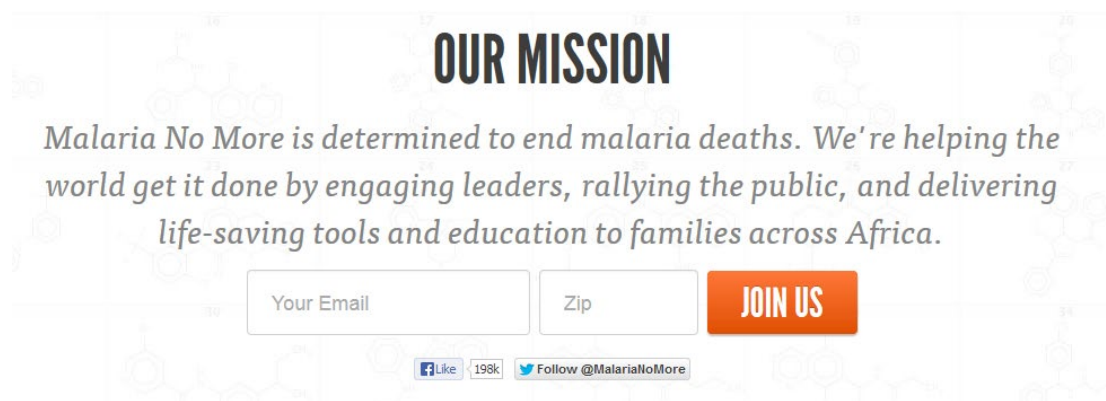 OUR MISSION
Malaria No More is determined to end malaria deaths. We're helping the
world get it done by engaging leaders, rallying the public, and delivering
life-saving tools and education to families across Africa.
Your Email Zip JOIN US
Like 198k Follow @MalariaNoMore